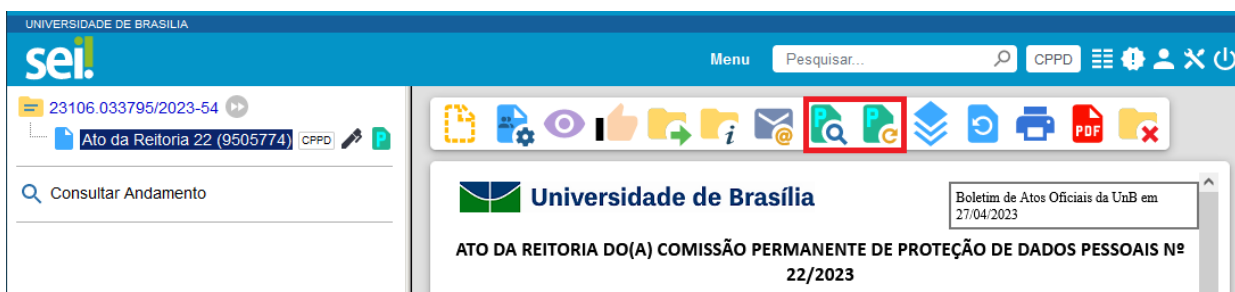 UNIVERSIDADE DE BRASILIA
sei!
Menu
Pesquisar...
CPPD
23106.033795/2023-54
Ato da Reitoria 22 (9505774)
CPPD
P
Consultar Andamento
i
@
P
P
PDF
Universidade de Brasília
Boletim de Atos Oficiais da UnB em
27/04/2023
ATO DA REITORIA DO(A) COMISSÃO PERMANENTE DE PROTEÇÃO DE DADOS PESSOAIS Nº
22/2023